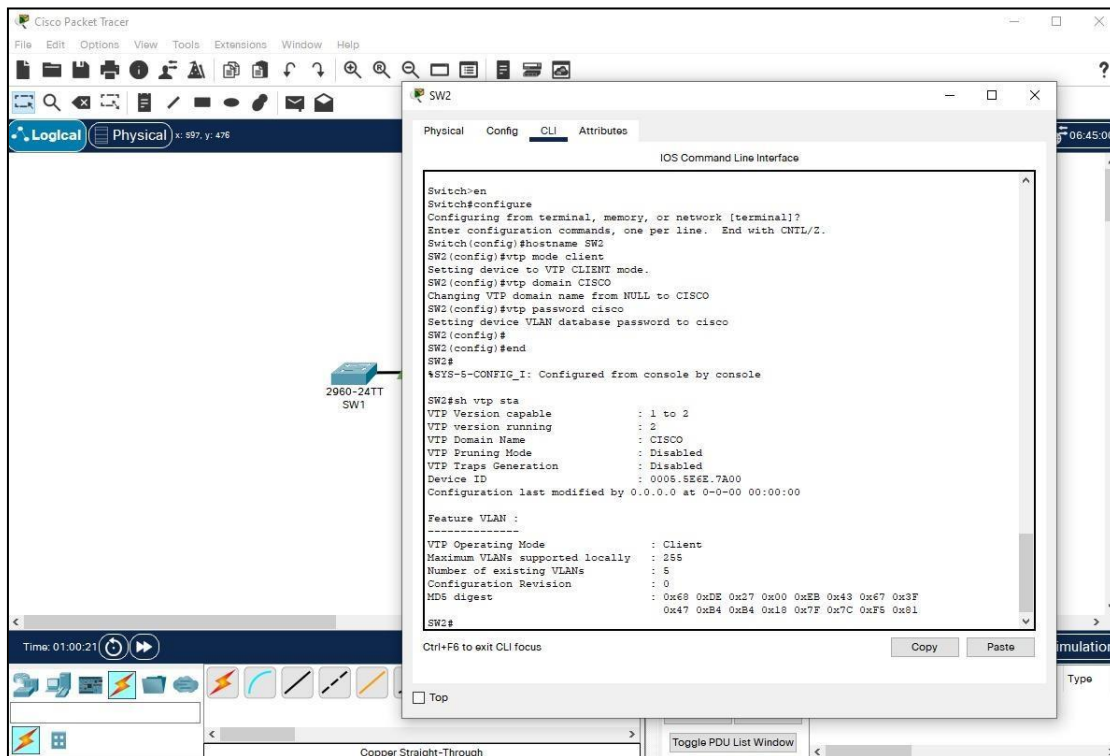 Cisco Packet Tracer
File Edit Options View Tools Extensions Window Help
?
SW2
Logical Physical x: 597, y: 476
06:45:00
Physical Config CLI Attributes
IOS Command Line Interface
Switch>en
Switch#configure
Configuring from terminal, memory, or network [terminal]?
Enter configuration commands, one per line. End with CNTL/Z.
Switch(config)#hostname SW2
SW2(config)#vtp mode client
Setting device to VTP CLIENT mode.
SW2(config)#vtp domain CISCO
Changing VTP domain name from NULL to CISCO
SW2(config)#vtp password cisco
Setting device VLAN database password to cisco
SW2(config)#
SW2(config)#end
SW2#
%SYS-5-CONFIG_I: Configured from console by console
SW2#sh vtp sta
VTP Version capable : 1 to 2
VTP version running : 2
VTP Domain Name : CISCO
VTP Pruning Mode : Disabled
VTP Traps Generation : Disabled
Device ID : 0005.5E6E.7A00
Configuration last modified by 0.0.0.0 at 0-0-00 00:00:00
Feature VLAN :
--------------
VTP Operating Mode : Client
Maximum VLANs supported locally : 255
Number of existing VLANs : 5
Configuration Revision : 0
MD5 digest : 0x68 0xDE 0x27 0x00 0xEB 0x43 0x67 0x3F
0x47 0xB4 0xB4 0x18 0x7F 0x7C 0xF5 0x81
SW2#
2960-24TT
SW1
Ctrl+F6 to exit CLI focus
Copy Paste
Top
Time: 01:00:21
imulation
Type
Copper Straight-Through
Toggle PDU List Window